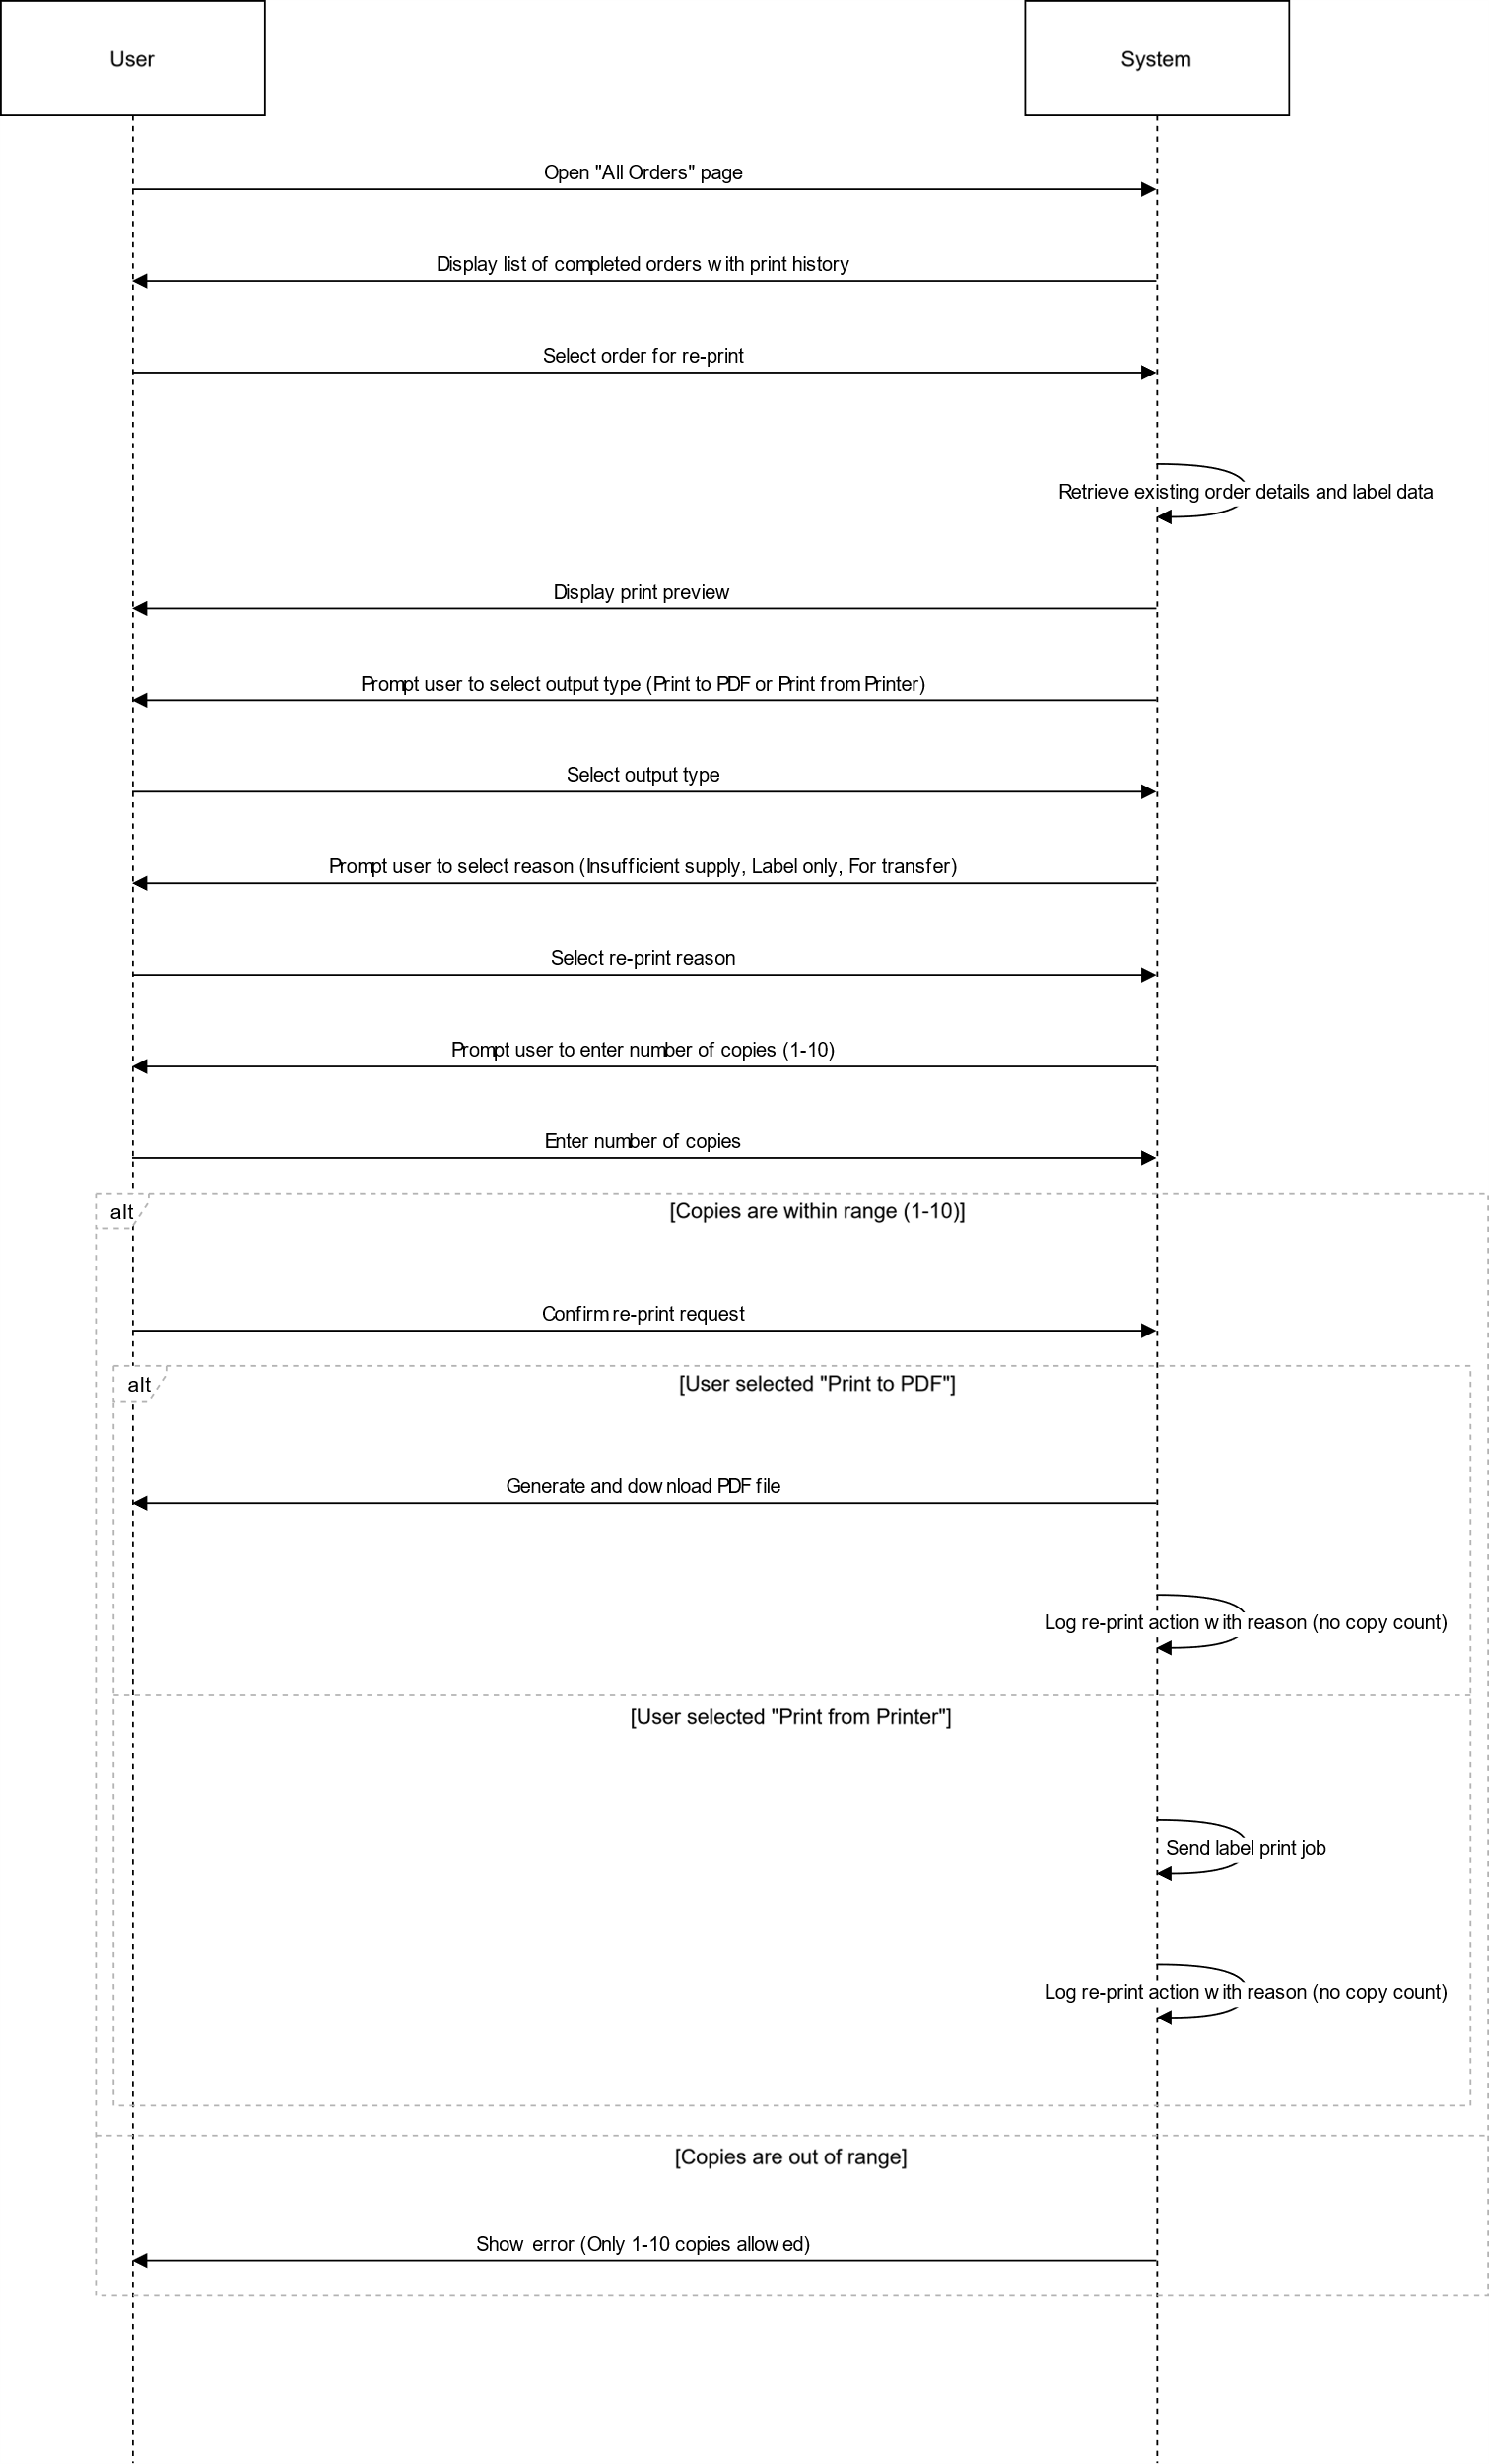 User
System
Open "All Orders" page
Display list of completed orders with print history
Select order for re-print
Retrieve existing order details and label data
Display print preview
Prompt user to select output type (Print to PDF or Print from Printer)
Select output type
Prompt user to select reason (Insufficient supply, Label only, For transfer)
Select re-print reason
Prompt user to enter number of copies (1-10)
Enter number of copies
alt
[Copies are within range (1-10)]
Confirm re-print request
alt
[User selected "Print to PDF"]
Generate and download PDF file
Log re-print action with reason (no copy count)
[User selected "Print from Printer"]
Send label print job
Log re-print action with reason (no copy count)
[Copies are out of range]
Show error (Only 1-10 copies allowed)